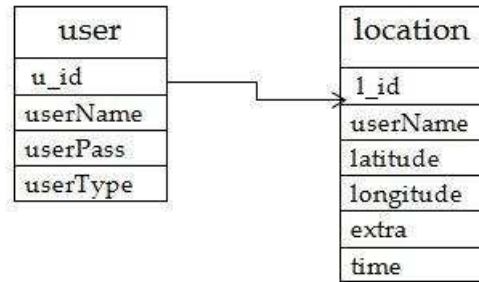 user
u_id
userName
userPass
userType
location
l_id
userName
latitude
longitude
extra
time